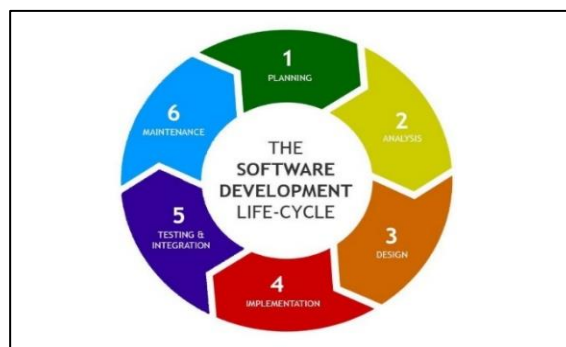 1
PLANNING
2
ANALYSIS
3
DESIGN
4
IMPLEMENTATION
5
TESTING &
INTEGRATION
6
MAINTENANCE
THE
SOFTWARE
DEVELOPMENT
LIFE-CYCLE